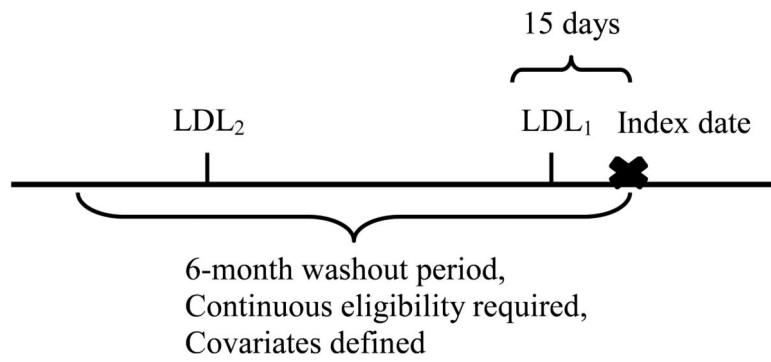 15 days
LDL₂
LDL₁
Index date
6-month washout period,
Continuous eligibility required,
Covariates defined